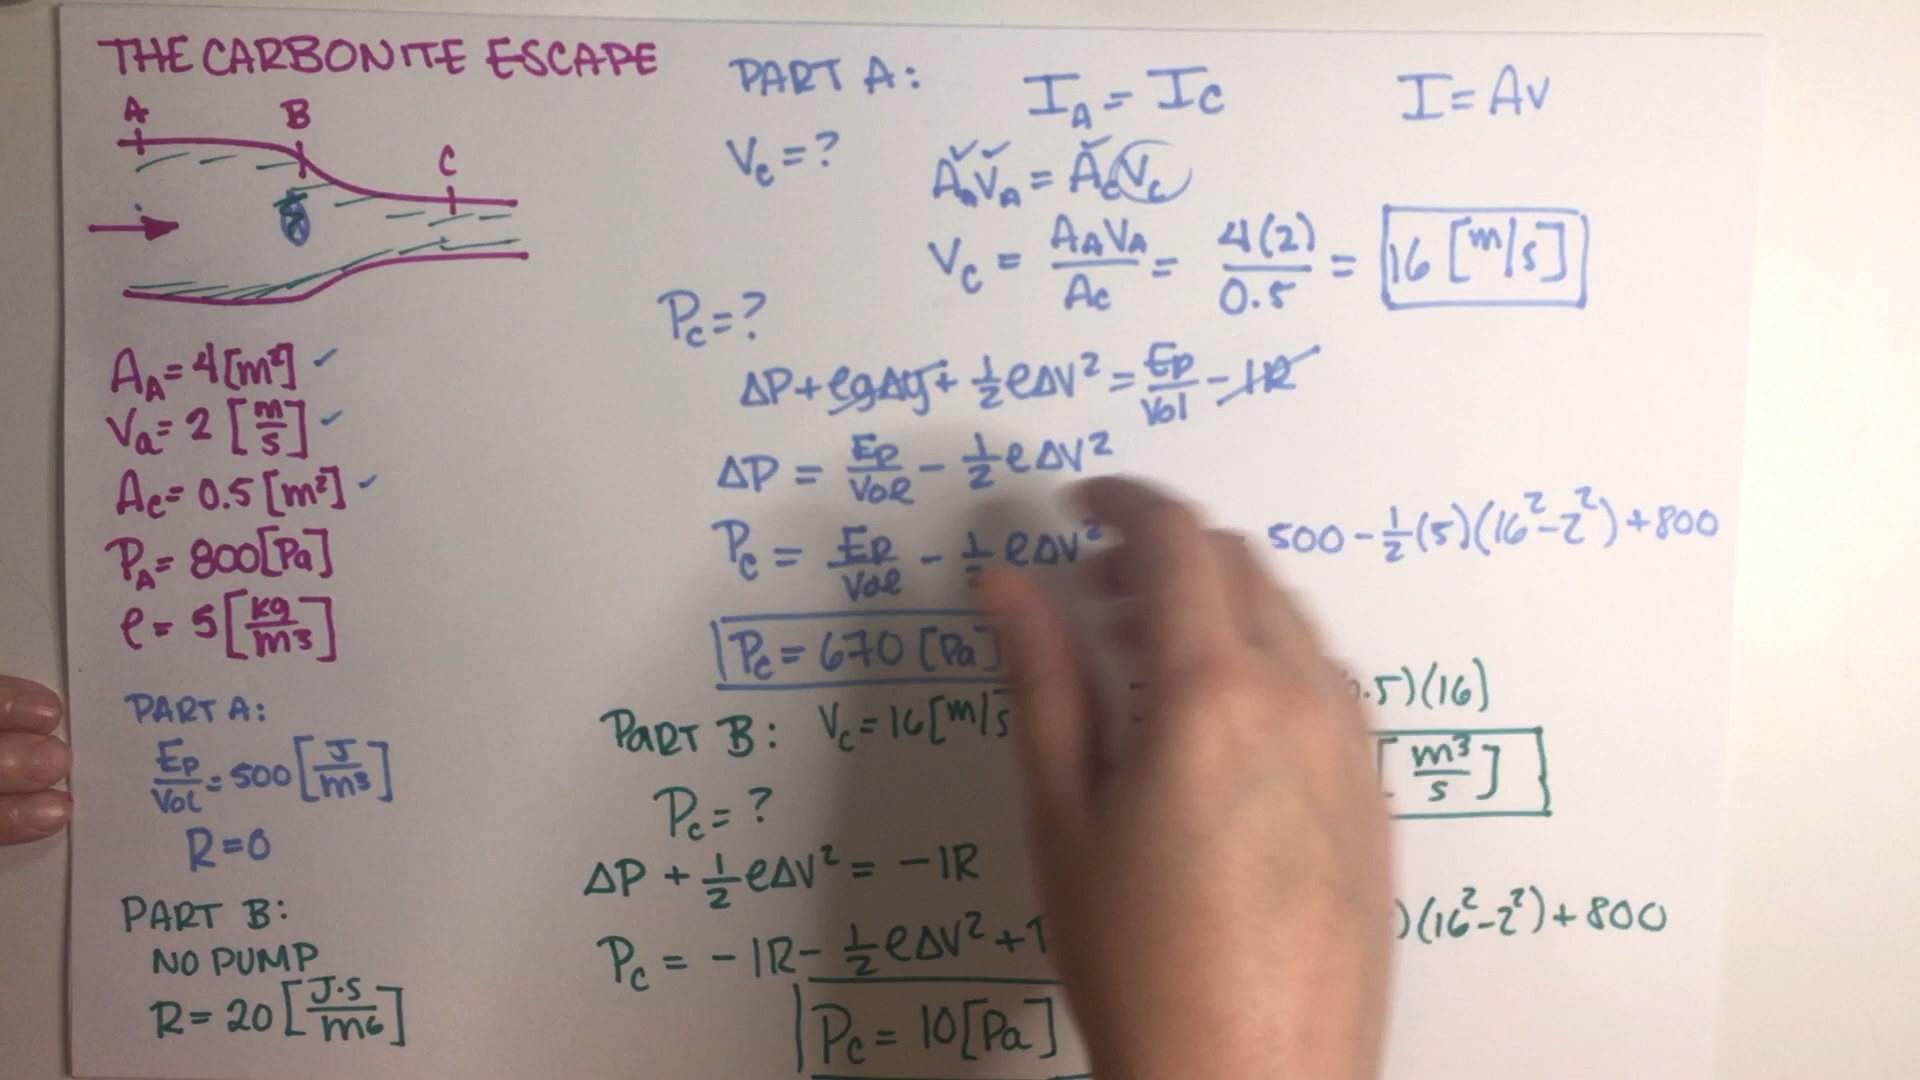 THE CARBONITE ESCAPE
A
B
C
A_A = 4 [m²] ✓
V_a = 2 [m/s] ✓
A_C = 0.5 [m²] ✓
P_A = 800 [Pa]
ρ = 5 [kg/m³]
PART A:
Ep/Vol = 500 [J/m³]
R = 0
PART B:
NO PUMP
R = 20 [J·s/m6]
PART A:
I_A = I_C
I = Av
V_c = ?
A_A V_A = A_C V_C
V_C = A_A V_A / A_C = 4(2) / 0.5 = 16 [m/s]
P_C = ?
ΔP + ρgΔy + ½ρΔV² = Ep/Vol - IR
ΔP = Ep/Vol - ½ρΔV²
P_C = Ep/Vol - ½ρΔV²
500 - ½(5)(16² - 2²) + 800
P_C = 670 [Pa]
PART B: V_C = 16 [m/s
.5)(16)
[m³/s]
P_C = ?
ΔP + ½ρΔV² = -IR
P_C = -IR - ½ρΔV² +
)(16² - 2²) + 800
P_C = 10 [Pa]